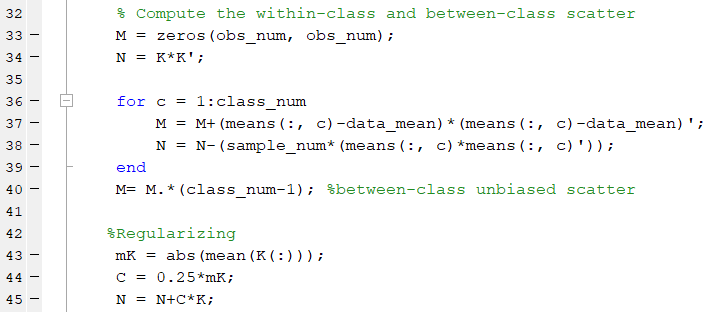 32 % Compute the within-class and between-class scatter
33 - M = zeros(obs_num, obs_num);
34 - N = K*K';
35
36 - for c = 1:class_num
37 - M = M+(means(:, c)-data_mean)*(means(:, c)-data_mean)';
38 - N = N-(sample_num*(means(:, c)*means(:, c)'));
39 - end
40 - M= M.*(class_num-1); %between-class unbiased scatter
41
42 %Regularizing
43 - mK = abs(mean(K(:)));
44 - C = 0.25*mK;
45 - N = N+C*K;